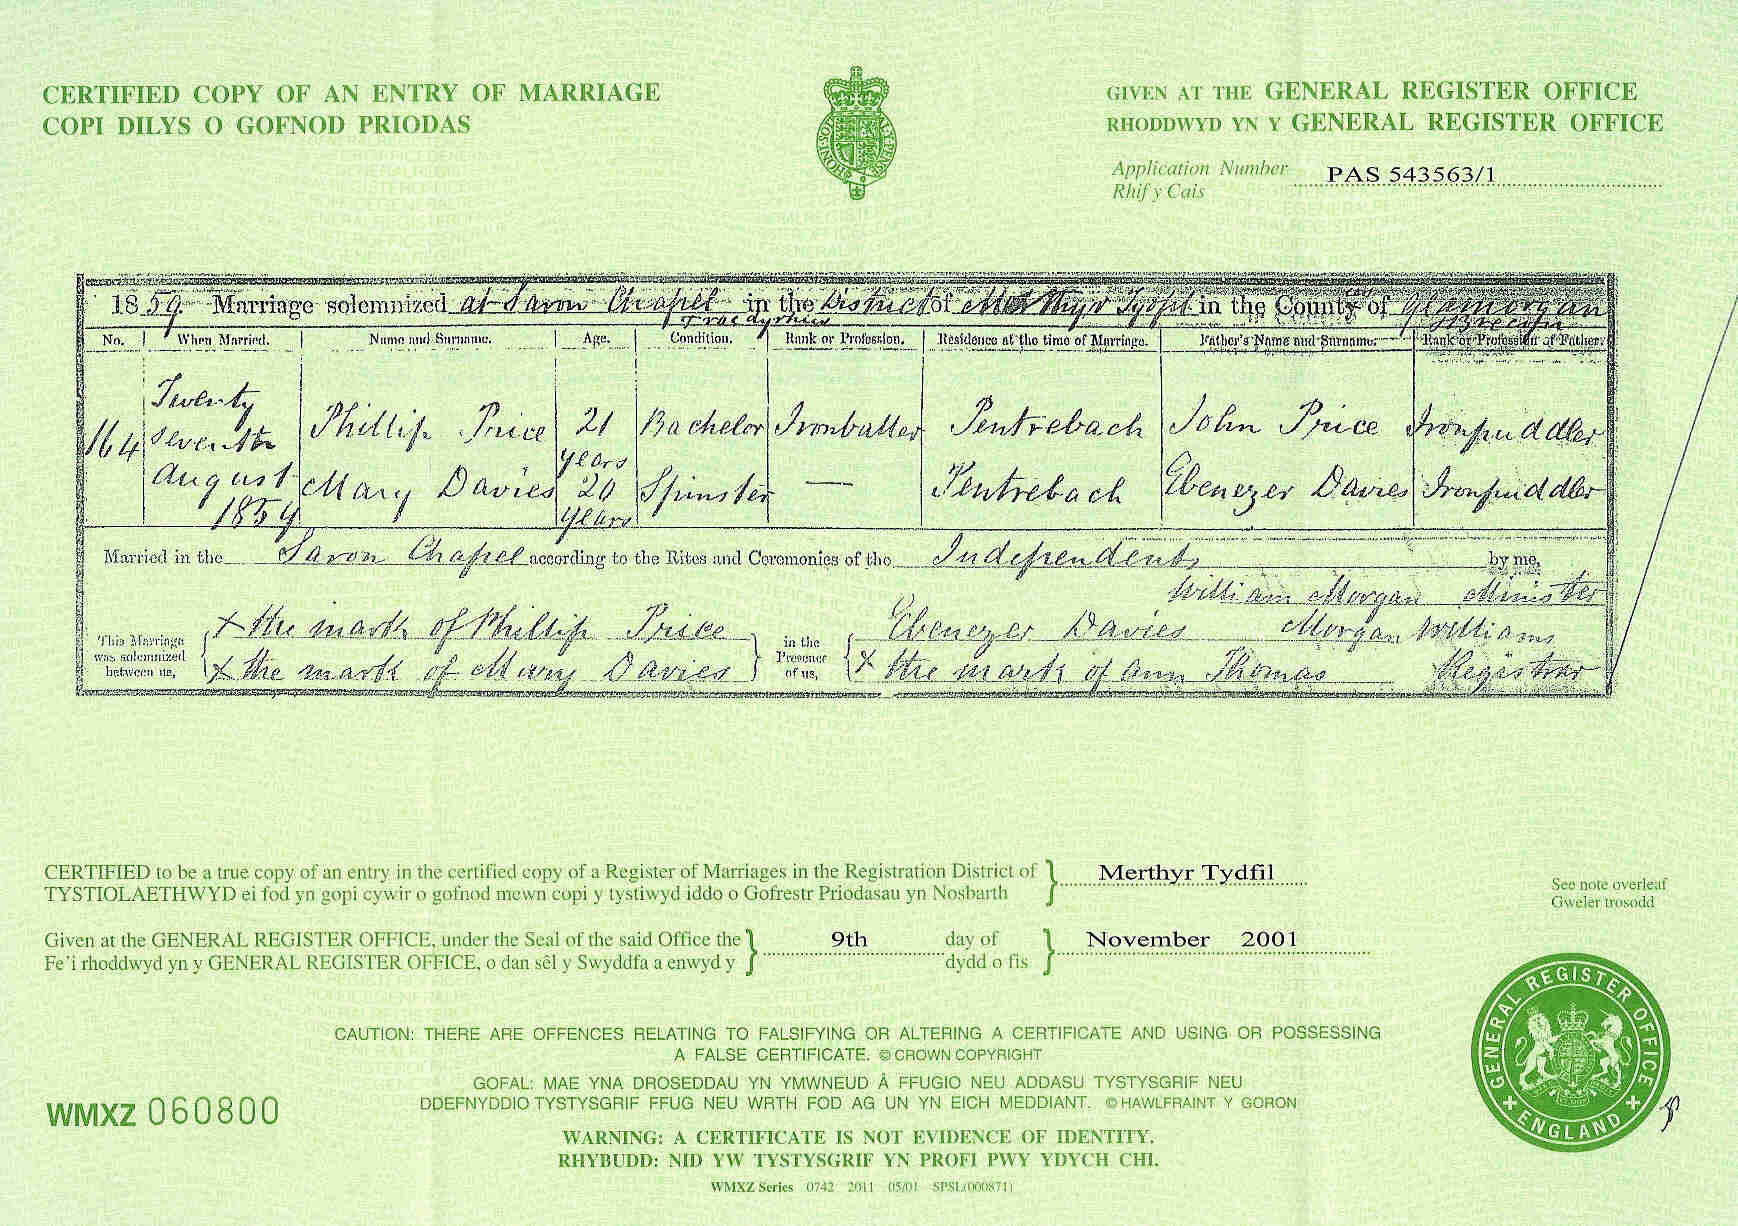 CERTIFIED COPY OF AN ENTRY OF MARRIAGE
COPI DILYS O GOFNOD PRIODAS
GIVEN AT THE GENERAL REGISTER OFFICE
RHODDWYD YN Y GENERAL REGISTER OFFICE
Application Number PAS 543563/1
Rhif y Cais
1859. Marriage solemnized at Saron Chapel in the District of Merthyr Tydfil in the County of Glamorgan
Troedyrhiw Brecon
No. When Married. Name and Surname. Age. Condition. Rank or Profession. Residence at the time of Marriage. Father's Name and Surname. Rank or Profession of Father.
164 Twenty seventh August 1859
Phillip Price 21 years Bachelor Pentrebach John Price Ironpuddler
Mary Davies 20 years Spinster — Pentrebach Ebenezer Davies Ironpuddler
Married in the Saron Chapel according to the Rites and Ceremonies of the Independents by me,
William Morgan Minister
This Marriage was solemnized between us,
X the mark of Phillip Price
X the mark of Mary Davies
in the Presence of us,
Ebenezer Davies Morgan Williams
X the mark of Ann Thomas Registrar
CERTIFIED to be a true copy of an entry in the certified copy of a Register of Marriages in the Registration District of Merthyr Tydfil
TYSTIOLAETHWYD ei fod yn gopi cywir o gofnod mewn copi y tystiwyd iddo o Gofrestr Priodasau yn Nosbarth
See note overleaf
Gweler trosodd
Given at the GENERAL REGISTER OFFICE, under the Seal of the said Office the 9th day of November 2001
Fe'i rhoddwyd yn y GENERAL REGISTER OFFICE, o dan sêl y Swyddfa a enwyd y dydd o fis
CAUTION: THERE ARE OFFENCES RELATING TO FALSIFYING OR ALTERING A CERTIFICATE AND USING OR POSSESSING
A FALSE CERTIFICATE. © CROWN COPYRIGHT
GOFAL: MAE YNA DROSEDDAU YN YMWNEUD Â FFUGIO NEU ADDASU TYSTYSGRIF NEU
DDEFNYDDIO TYSTYSGRIF FFUG NEU WRTH FOD AG UN YN EICH MEDDIANT. © HAWLFRAINT Y GORON
WMXZ 060800
WARNING: A CERTIFICATE IS NOT EVIDENCE OF IDENTITY.
RHYBUDD: NID YW TYSTYSGRIF YN PROFI PWY YDYCH CHI.
WMXZ Series 0742 2011 05/01 SPSL(000871)
GENERAL REGISTER OFFICE
ENGLAND